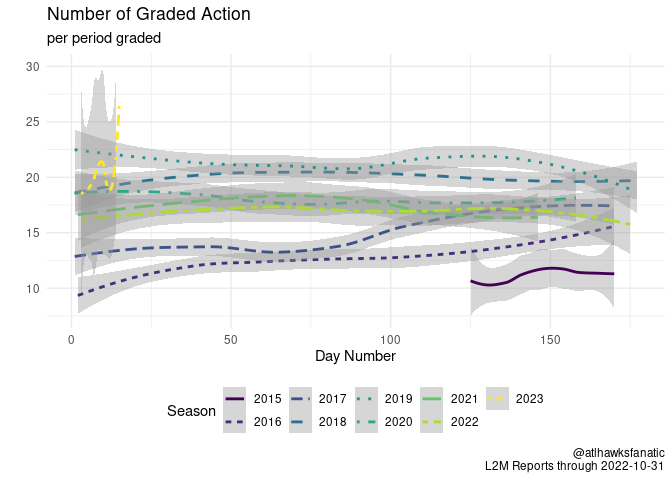 Number of Graded Action
per period graded
30
25
20
15
10
0 50 100 150
Day Number
Season
2015 2017 2019 2021 2023
2016 2018 2020 2022
@atlhawksfanatic
L2M Reports through 2022-10-31